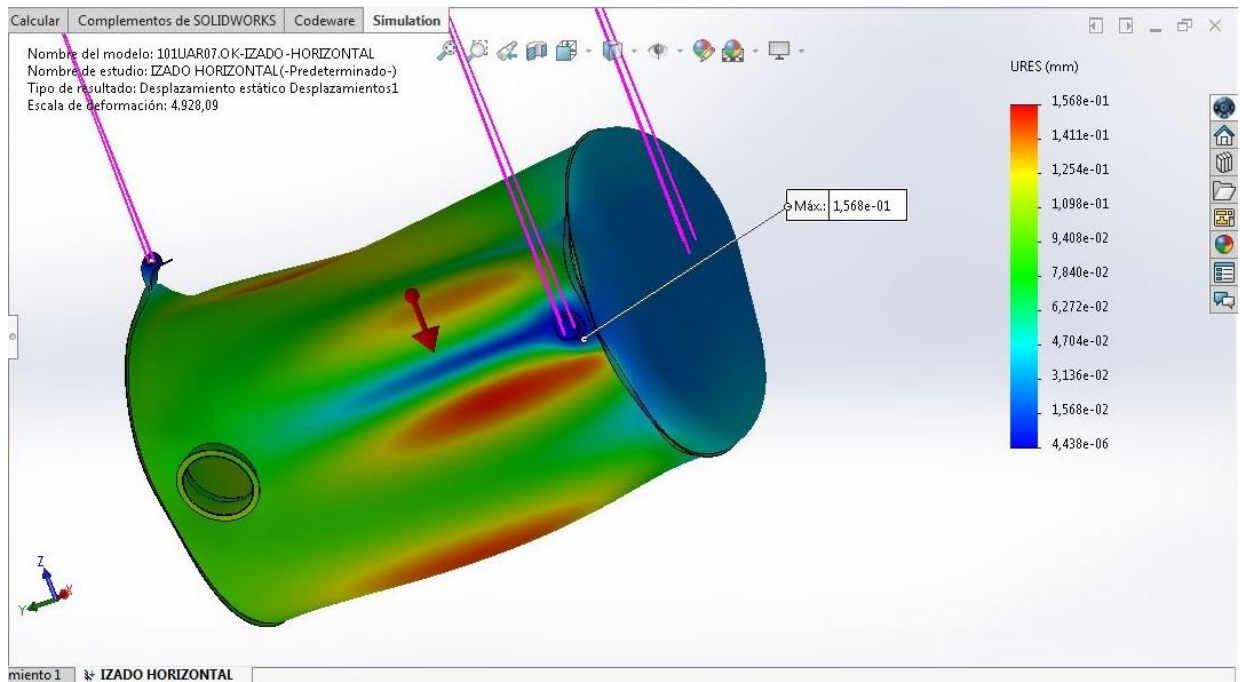 Calcular Complementos de SOLIDWORKS Codeware Simulation
Nombre del modelo: 101UAR07.OK-IZADO-HORIZONTAL
Nombre de estudio: IZADO HORIZONTAL(-Predeterminado-)
Tipo de resultado: Desplazamiento estático Desplazamientos1
Escala de deformación: 4.928,09
URES (mm)
1,568e-01
1,411e-01
1,254e-01
1,098e-01
9,408e-02
7,840e-02
6,272e-02
4,704e-02
3,136e-02
1,568e-02
4,438e-06
Máx.: 1,568e-01
Z
Y X
miento 1 IZADO HORIZONTAL